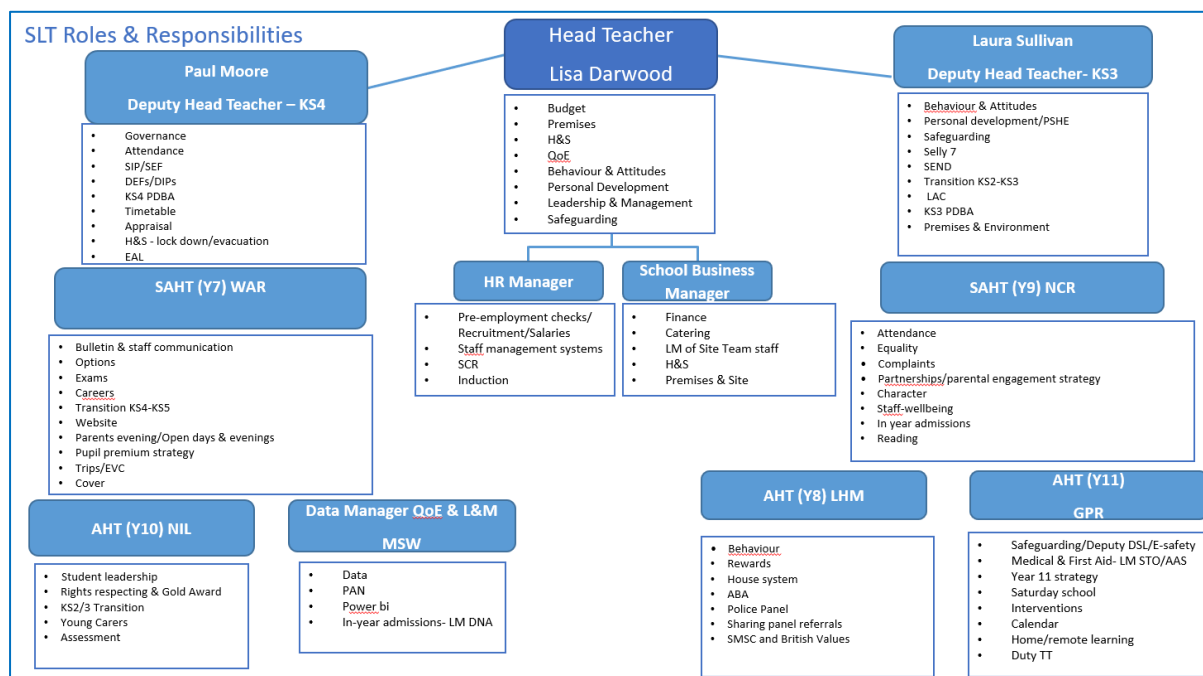 SLT Roles & Responsibilities
Head Teacher
Lisa Darwood
• Budget
• Premises
• H&S
• QoE
• Behaviour & Attitudes
• Personal Development
• Leadership & Management
• Safeguarding
Paul Moore
Deputy Head Teacher – KS4
• Governance
• Attendance
• SIP/SEF
• DEFs/DIPs
• KS4 PDBA
• Timetable
• Appraisal
• H&S - lock down/evacuation
• EAL
Laura Sullivan
Deputy Head Teacher- KS3
• Behaviour & Attitudes
• Personal development/PSHE
• Safeguarding
• Selly 7
• SEND
• Transition KS2-KS3
• LAC
• KS3 PDBA
• Premises & Environment
SAHT (Y7) WAR
• Bulletin & staff communication
• Options
• Exams
• Careers
• Transition KS4-KS5
• Website
• Parents evening/Open days & evenings
• Pupil premium strategy
• Trips/EVC
• Cover
HR Manager
• Pre-employment checks/
Recruitment/Salaries
• Staff management systems
• SCR
• Induction
School Business
Manager
• Finance
• Catering
• LM of Site Team staff
• H&S
• Premises & Site
SAHT (Y9) NCR
• Attendance
• Equality
• Complaints
• Partnerships/parental engagement strategy
• Character
• Staff-wellbeing
• In year admissions
• Reading
AHT (Y10) NIL
• Student leadership
• Rights respecting & Gold Award
• KS2/3 Transition
• Young Carers
• Assessment
Data Manager QoE & L&M
MSW
• Data
• PAN
• Power bi
• In-year admissions- LM DNA
AHT (Y8) LHM
• Behaviour
• Rewards
• House system
• ABA
• Police Panel
• Sharing panel referrals
• SMSC and British Values
AHT (Y11)
GPR
• Safeguarding/Deputy DSL/E-safety
• Medical & First Aid- LM STO/AAS
• Year 11 strategy
• Saturday school
• Interventions
• Calendar
• Home/remote learning
• Duty TT